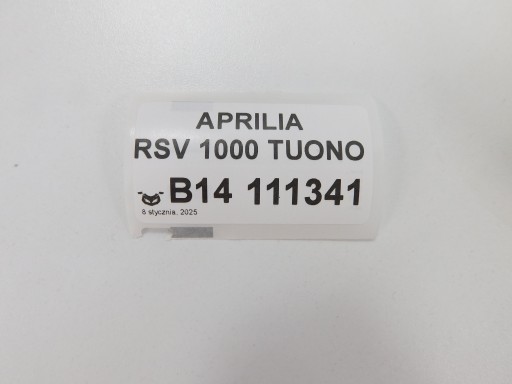 APRILIA
RSV 1000 TUONO
B14 111341
8 stycznia, 2025